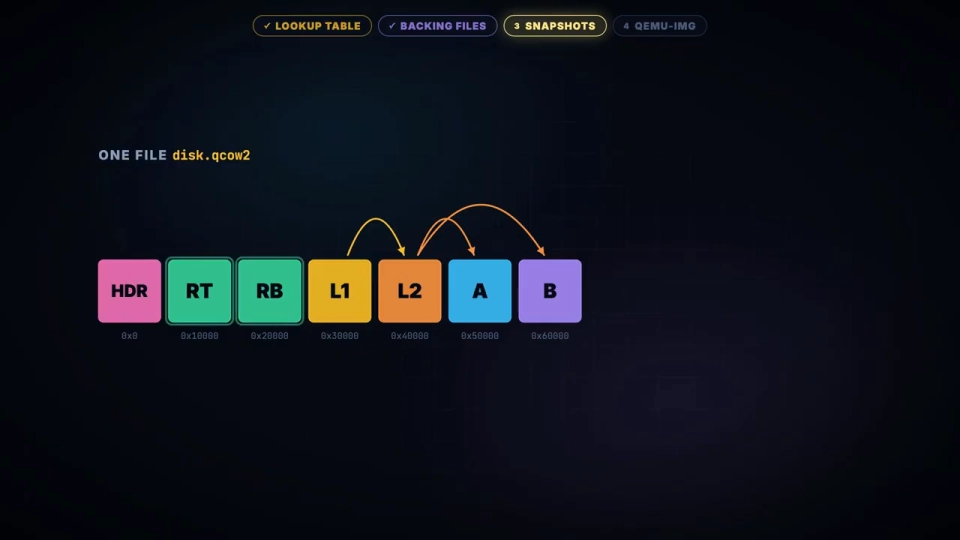 ✓ LOOKUP TABLE ✓ BACKING FILES 3 SNAPSHOTS 4 QEMU-IMG
ONE FILE disk.qcow2
HDR RT RB L1 L2 A B
0x0 0x10000 0x20000 0x30000 0x40000 0x50000 0x60000